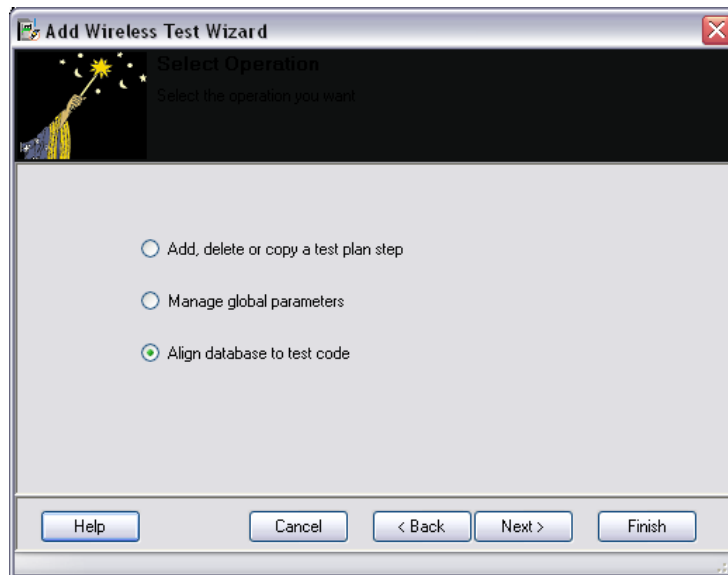 Add Wireless Test Wizard
Select Operation
Select the operation you want
Add, delete or copy a test plan step
Manage global parameters
Align database to test code
Help
Cancel
< Back
Next >
Finish